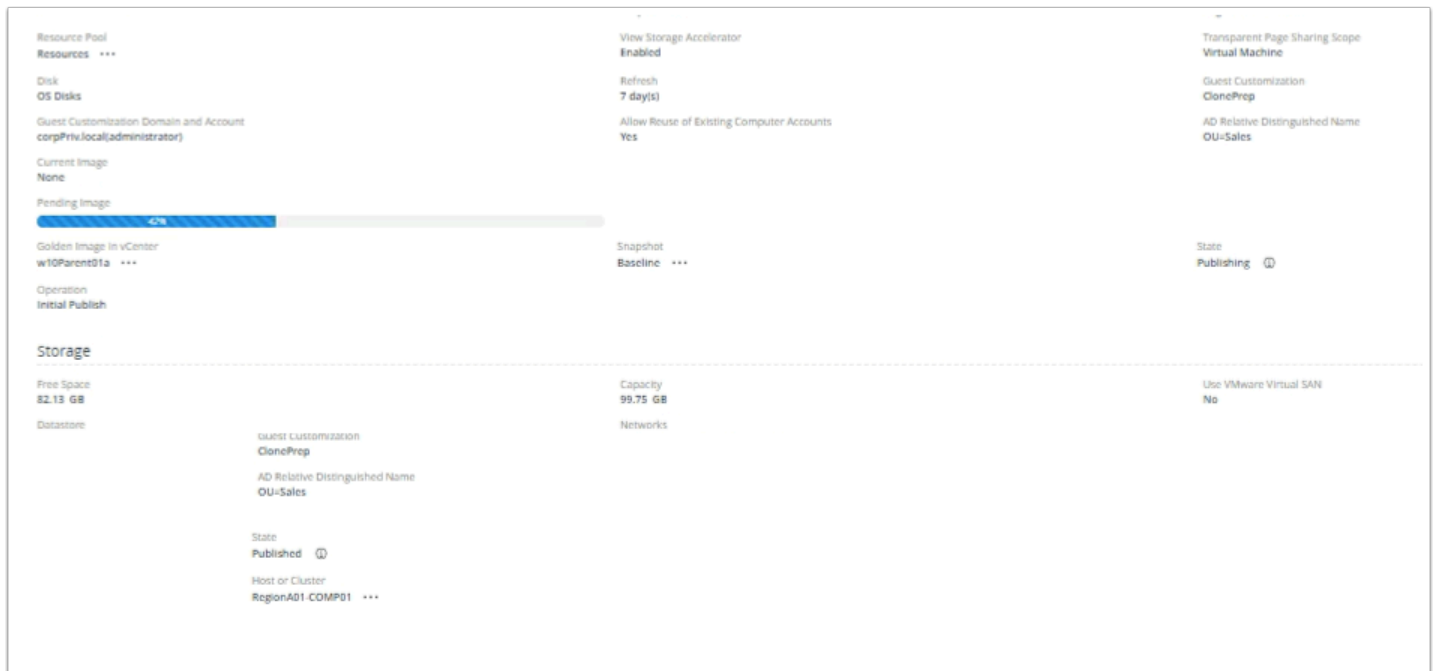 Resource Pool View Storage Accelerator Transparent Page Sharing Scope
Resources ••• Enabled Virtual Machine
Disk Refresh Guest Customization
OS Disks 7 day(s) ClonePrep
Guest Customization Domain and Account Allow Reuse of Existing Computer Accounts AD Relative Distinguished Name
corpPriv.local(administrator) Yes OU=Sales
Current Image
None
Pending Image
42%
Golden Image in vCenter Snapshot State
w10Parent01a ••• Baseline ••• Publishing
Operation
Initial Publish
Storage
Free Space Capacity Use VMware Virtual SAN
82.13 GB 99.75 GB No
Datastore Networks
Guest Customization
ClonePrep
AD Relative Distinguished Name
OU=Sales
State
Published
Host or Cluster
RegionA01-COMP01 •••